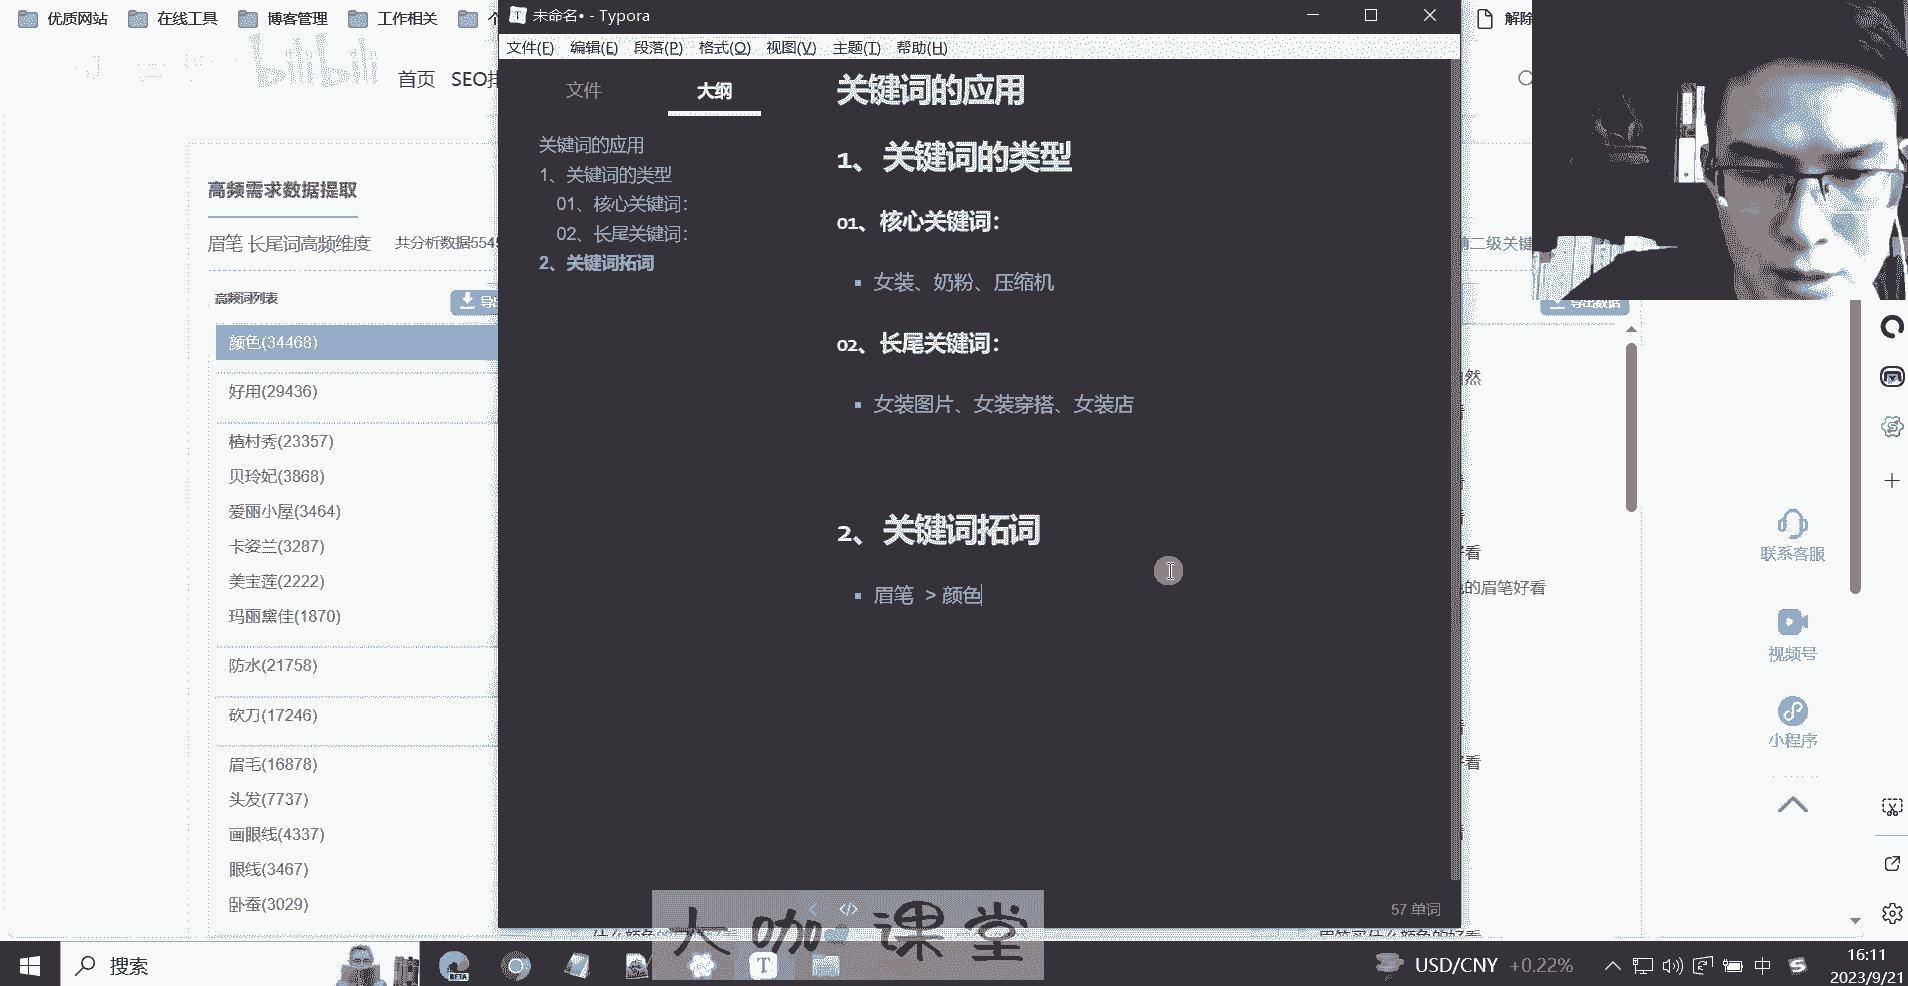 优质网站 在线工具 博客管理 工作相关
未命名• - Typora
解除
文件(F) 编辑(E) 段落(P) 格式(O) 视图(V) 主题(T) 帮助(H)
bilibili
首页 SEO排
文件 大纲
关键词的应用
1、关键词的类型
01、核心关键词：
02、长尾关键词：
2、关键词拓词
关键词的应用
1、 关键词的类型
01、核心关键词：
女装、奶粉、压缩机
02、长尾关键词：
女装图片、女装穿搭、女装店
2、 关键词拓词
眉笔 > 颜色
57 单词
高频需求数据提取
眉笔 长尾词高频维度 共分析数据5545
二级关键
高频词列表
导出数据
颜色(34468)
好用(29436)
植村秀(23357)
贝玲妃(3868)
爱丽小屋(3464)
卡姿兰(3287)
美宝莲(2222)
玛丽黛佳(1870)
防水(21758)
砍刀(17246)
眉毛(16878)
头发(7737)
画眼线(4337)
眼线(3467)
卧蚕(3029)
然
好看
的眉笔好看
好看
联系客服
视频号
小程序
大咖课堂
搜索
USD/CNY +0.22%
中
16:11
2023/9/21